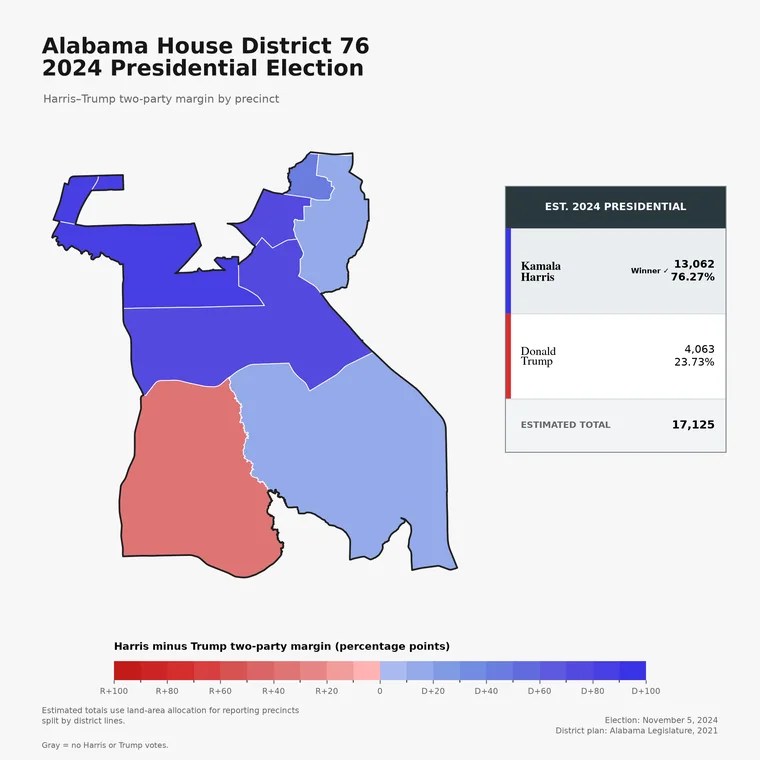 Alabama House District 76
2024 Presidential Election
Harris–Trump two-party margin by precinct
EST. 2024 PRESIDENTIAL
Kamala
Harris
Winner ✓
13,062
76.27%
Donald
Trump
4,063
23.73%
ESTIMATED TOTAL
17,125
Harris minus Trump two-party margin (percentage points)
R+100 R+80 R+60 R+40 R+20 0 D+20 D+40 D+60 D+80 D+100
Estimated totals use land-area allocation for reporting precincts
split by district lines.
Gray = no Harris or Trump votes.
Election: November 5, 2024
District plan: Alabama Legislature, 2021